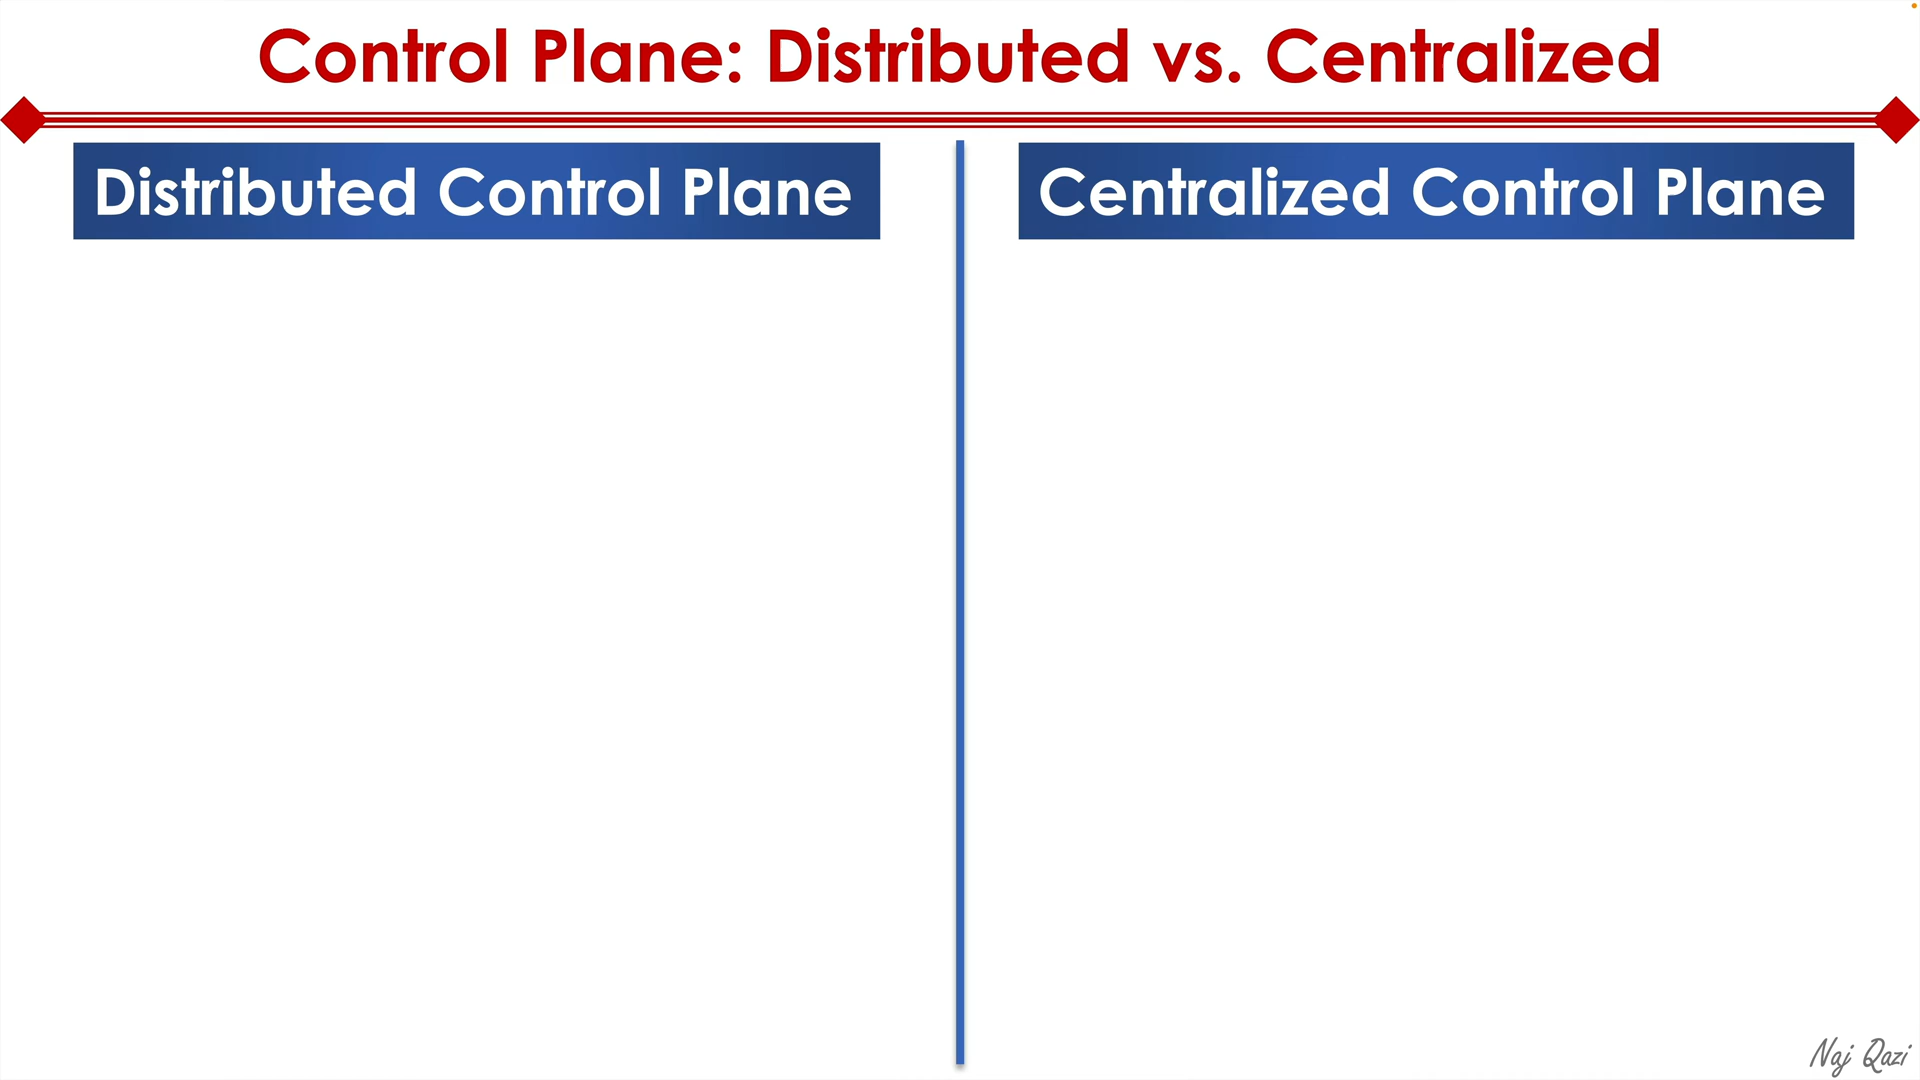 Control Plane: Distributed vs. Centralized
Distributed Control Plane
Centralized Control Plane
Naj Qazi